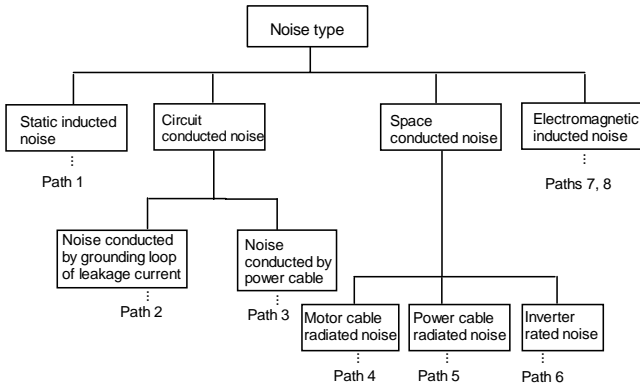 Noise type
Static inducted
noise
Circuit
conducted noise
Space
conducted noise
Electromagnetic
inducted noise
Path 1
Paths 7, 8
Noise conducted
by grounding loop
of leakage current
Noise
conducted by
power cable
Path 2
Path 3
Motor cable
radiated noise
Power cable
radiated noise
Inverter
rated noise
Path 4
Path 5
Path 6